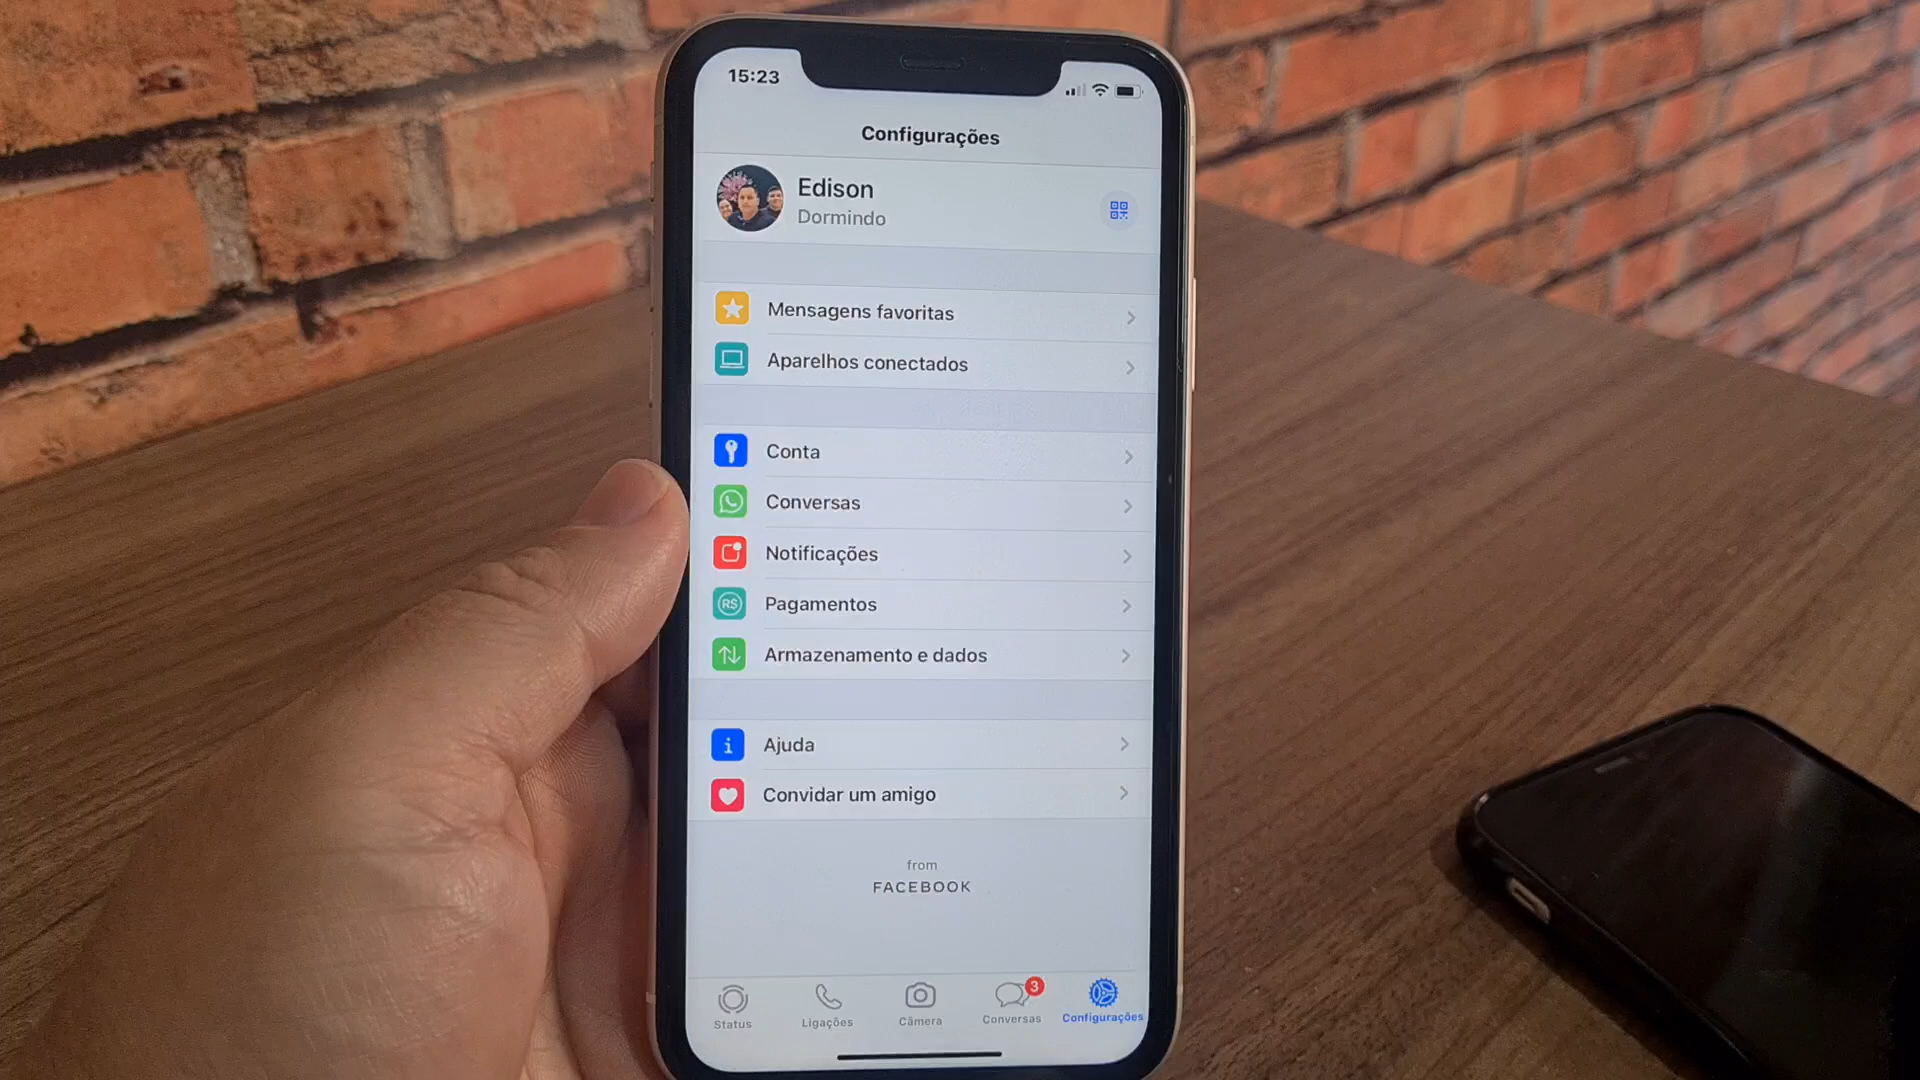 15:23
Configurações
Edison
Dormindo
Mensagens favoritas
Aparelhos conectados
Conta
Conversas
Notificações
R$ Pagamentos
Armazenamento e dados
i Ajuda
Convidar um amigo
from
FACEBOOK
3
Status Ligações Câmera Conversas Configurações